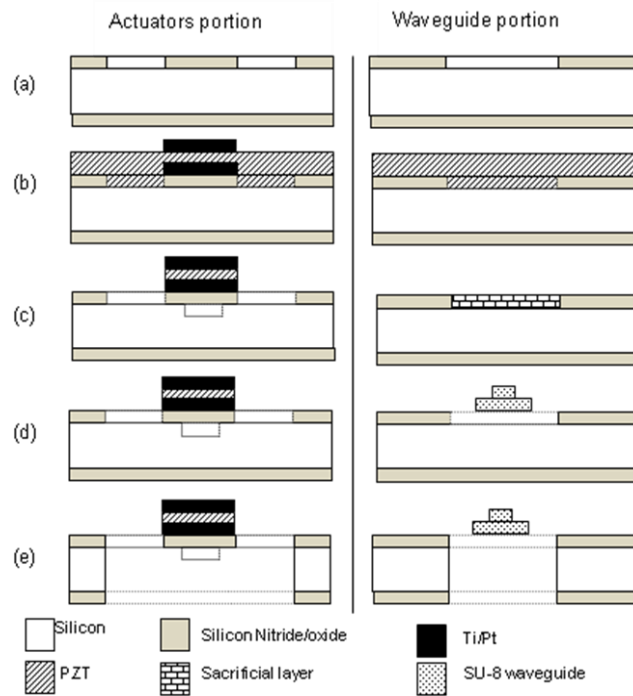 Actuators portion
Waveguide portion
(a)
(b)
(c)
(d)
(e)
Silicon
Silicon Nitride/oxide
Ti/Pt
PZT
Sacrificial layer
SU-8 waveguide